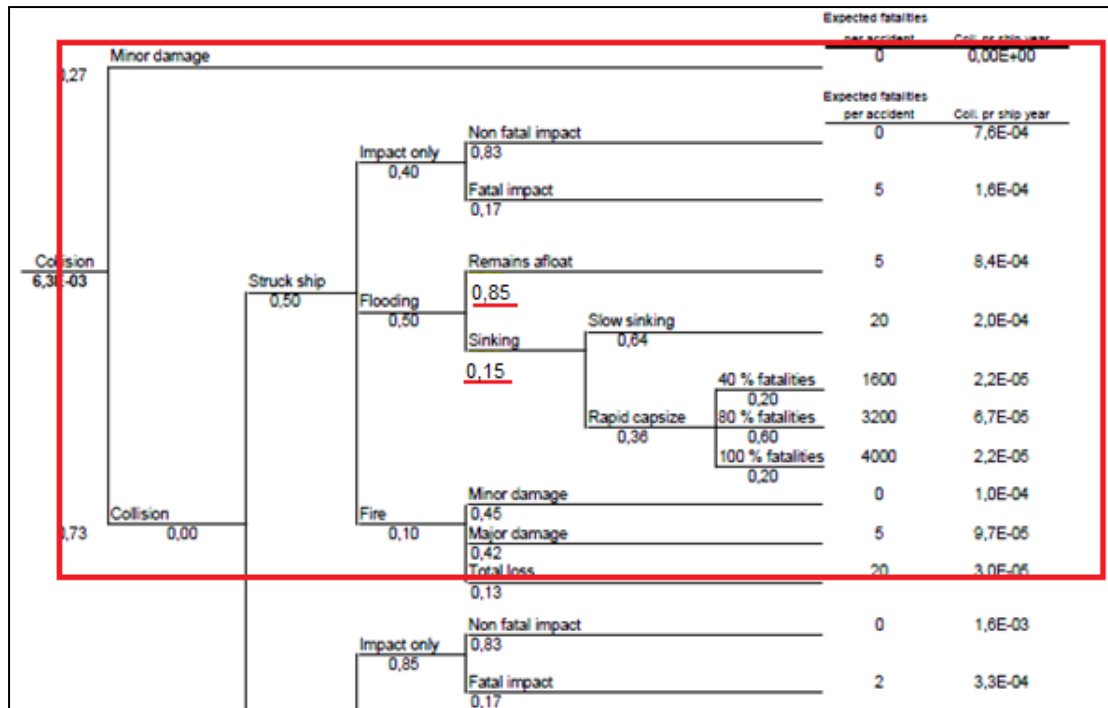 Expected fatalities
per accident Coll. pr ship year
Minor damage 0 0,00E+00
0,27
Expected fatalities
per accident Coll. pr ship year
Non fatal impact 0 7,6E-04
Impact only 0,83
0,40
Fatal impact 5 1,6E-04
0,17
Collision Remains afloat 5 8,4E-04
6,3E-03 Struck ship 0,85
0,50 Flooding
0,50 Slow sinking 20 2,0E-04
Sinking 0,64
0,15
40 % fatalities 1600 2,2E-05
0,20
Rapid capsize 80 % fatalities 3200 6,7E-05
0,36 0,60
100 % fatalities 4000 2,2E-05
0,20
Minor damage 0 1,0E-04
Collision Fire 0,45
0,73 0,00 0,10 Major damage 5 9,7E-05
0,42
Total loss 20 3,0E-05
0,13
Non fatal impact 0 1,6E-03
Impact only 0,83
0,85
Fatal impact 2 3,3E-04
0,17